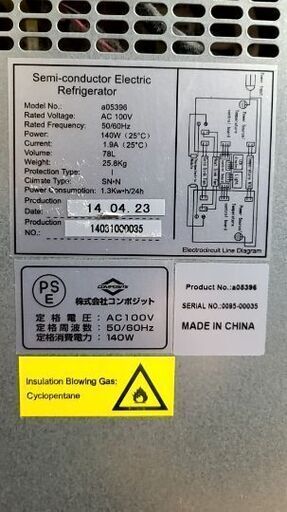 Semi-conductor Electric
Refrigerator
Model No.: a05396
Rated Voltage: AC 100V
Rated Frequency: 50/60Hz
Power: 140W (25°C)
Current: 1.9A (25°C)
Volume: 78L
Weight: 25.8Kg
Protection: I
Climate Type: SN·N
Power Consumption: 1.3Kw•h/24h
Production 14.04.23
Production
NO.: 14031000035
Electrocircuit Line Diagram
PS
E
COMPOSITE
株式会社コンポジット
定格電圧：AC100V
定格周波数：50/60Hz
定格消費電力：140W
Product No.:a05396
SERIAL NO.:0095-00035
MADE IN CHINA
Insulation Blowing Gas:
Cyclopentane